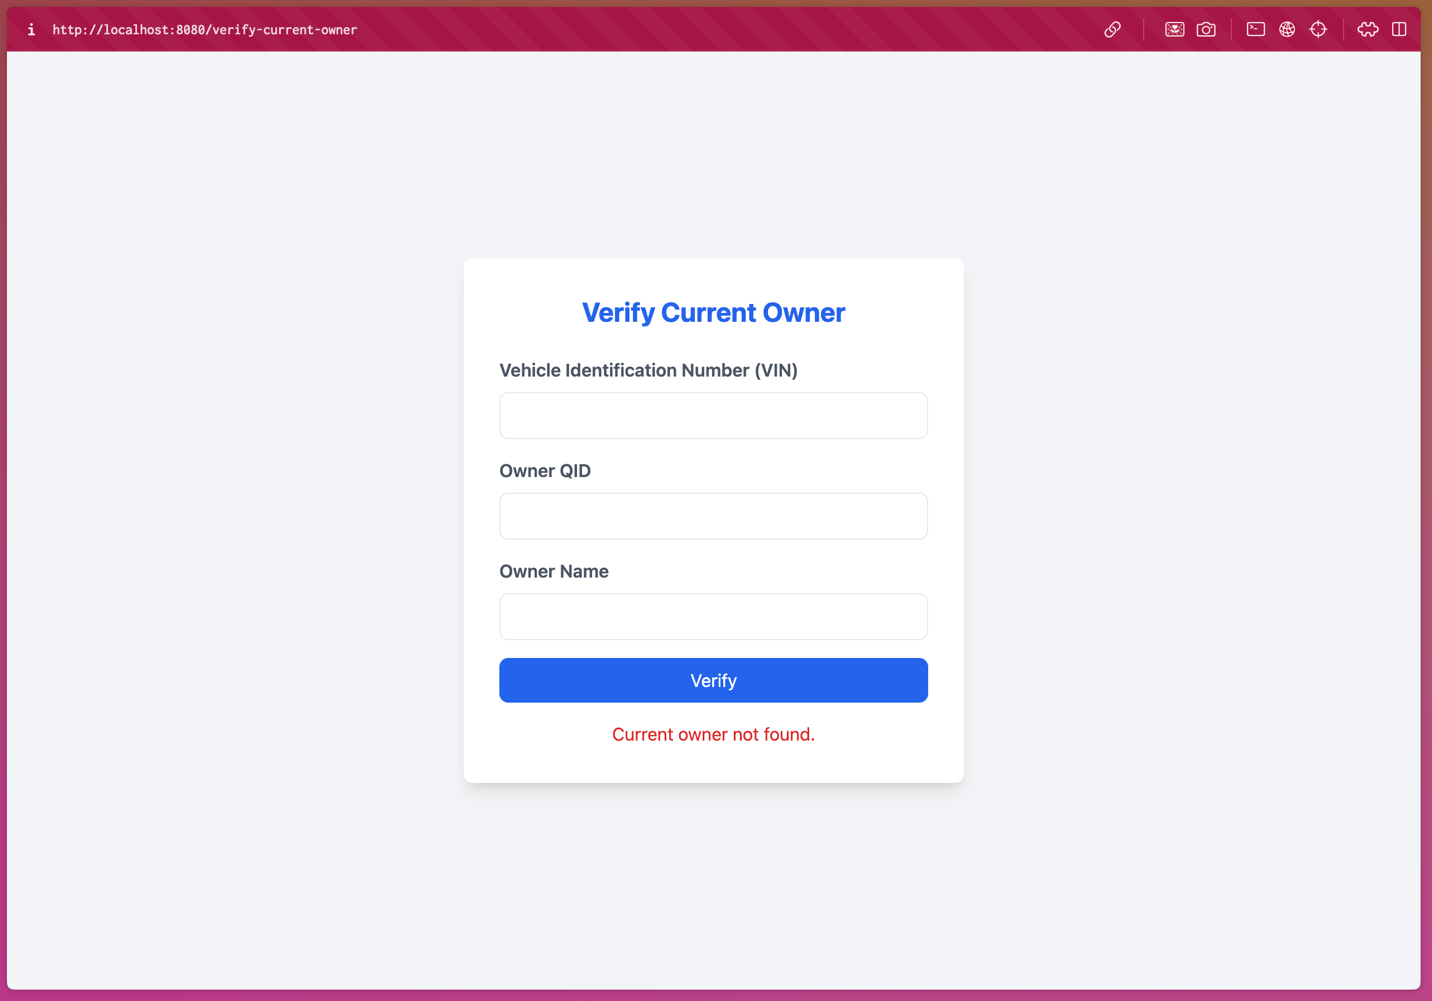 http://localhost:8080/verify-current-owner
Verify Current Owner
Vehicle Identification Number (VIN)
Owner QID
Owner Name
Verify
Current owner not found.